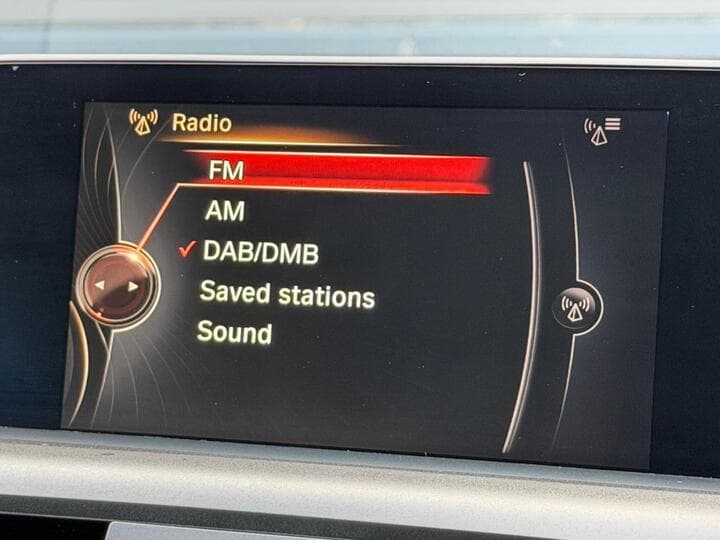 Radio
FM
AM
DAB/DMB
Saved stations
Sound